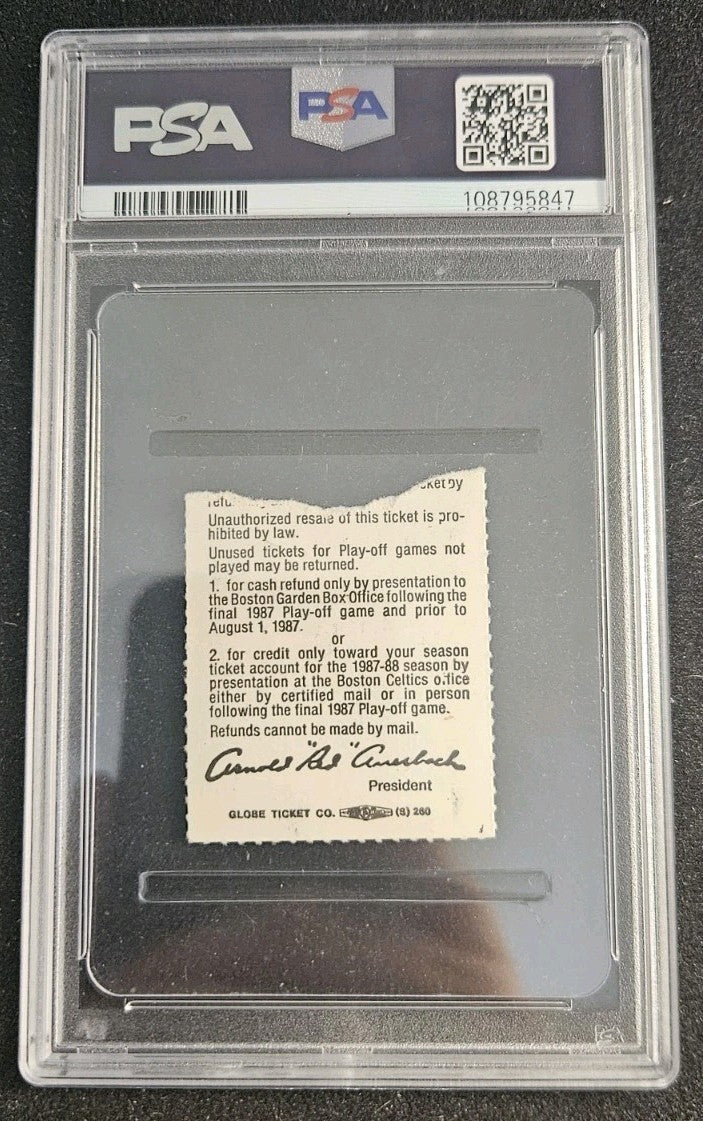 PSA
PSA
108795847
ket by
Unauthorized resale of this ticket is pro-
hibited by law.
Unused tickets for Play-off games not
played may be returned.
1. for cash refund only by presentation to
the Boston Garden Box Office following the
final 1987 Play-off game and prior to
August 1, 1987.
or
2. for credit only toward your season
ticket account for the 1987-88 season by
presentation at the Boston Celtics office
either by certified mail or in person
following the final 1987 Play-off game.
Refunds cannot be made by mail.
Arnold "Red" Auerbach
President
GLOBE TICKET CO. (S) 260
PSA